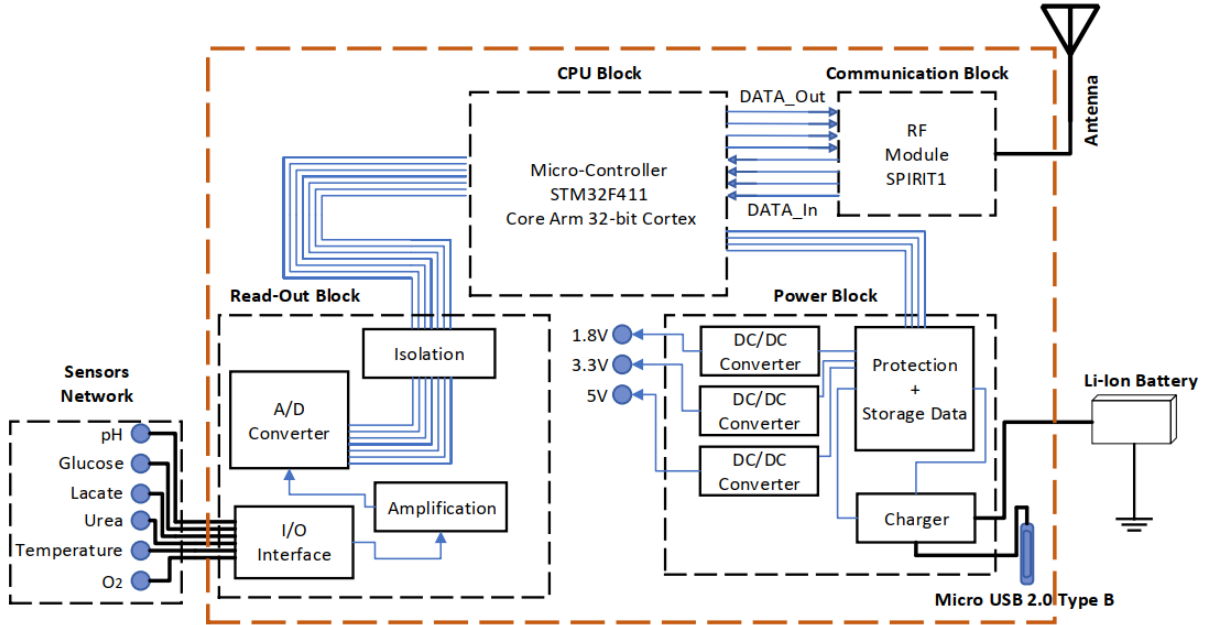 CPU Block
Communication Block
DATA_Out
RF
Module
SPIRIT1
Antenna
Micro-Controller
STM32F411
Core Arm 32-bit Cortex
DATA_In
Read-Out Block
Power Block
Isolation
1.8V
3.3V
5V
DC/DC
Converter
DC/DC
Converter
DC/DC
Converter
Protection
+
Storage Data
Li-Ion Battery
Sensors
Network
A/D
Converter
pH
Glucose
Lacate
Urea
Temperature
O2
Amplification
I/O
Interface
Charger
Micro USB 2.0 Type B